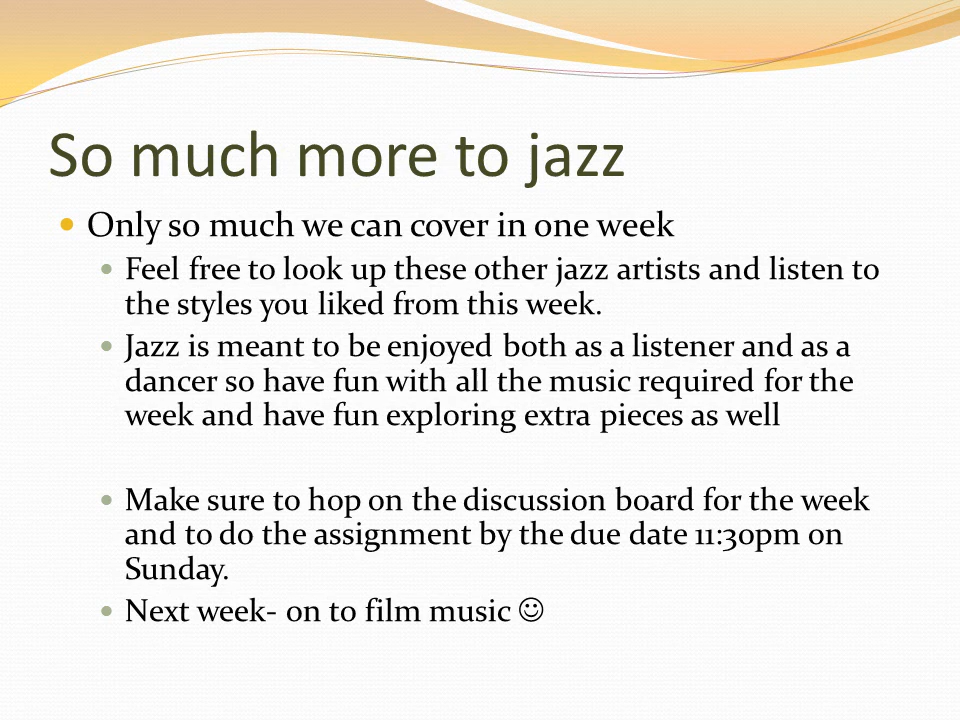 So much more to jazz
• Only so much we can cover in one week
• Feel free to look up these other jazz artists and listen to
the styles you liked from this week.
• Jazz is meant to be enjoyed both as a listener and as a
dancer so have fun with all the music required for the
week and have fun exploring extra pieces as well
• Make sure to hop on the discussion board for the week
and to do the assignment by the due date 11:30pm on
Sunday.
• Next week- on to film music ☺